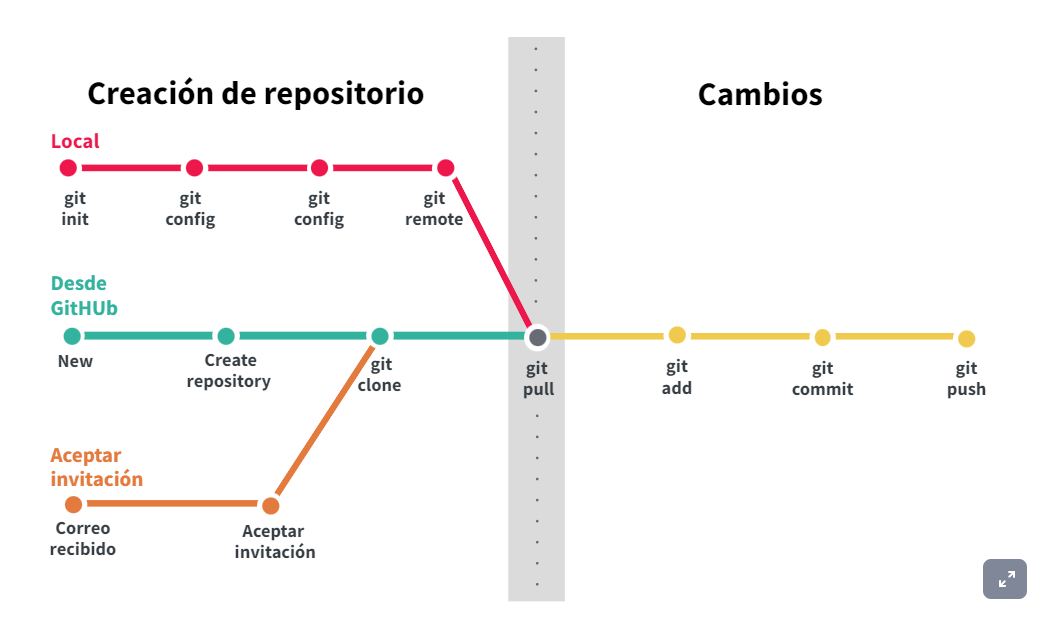 Creación de repositorio
Cambios
Local
git
init
git
config
git
config
git
remote
Desde
GitHUb
New
Create
repository
git
clone
git
pull
git
add
git
commit
git
push
Aceptar
invitación
Correo
recibido
Aceptar
invitación